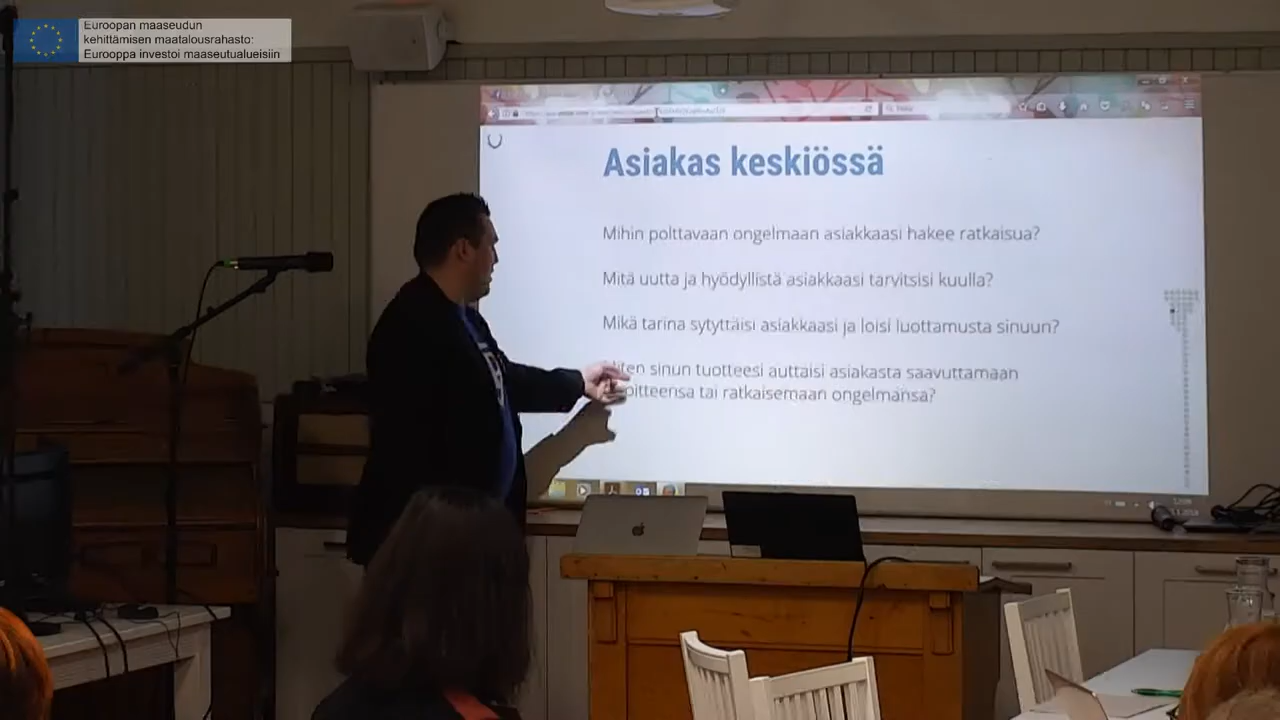 Euroopan maaseudun
kehittämisen maatalousrahasto:
Eurooppa investoi maaseutualueisiin
Asiakas keskiössä
Mihin polttavaan ongelmaan asiakkaasi hakee ratkaisua?
Mitä uutta ja hyödyllistä asiakkaasi tarvitsisi kuulla?
Mikä tarina sytyttäisi asiakkaasi ja loisi luottamusta sinuun?
sinun tuotteesi auttaisi asiakasta saavuttamaan
tai ratkaisemaan ongelmansa?